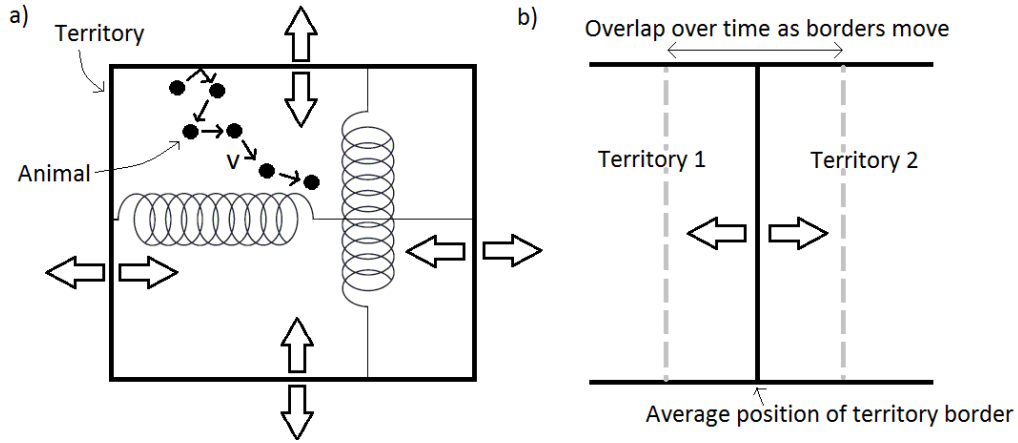 a)
Territory
Animal
v
b)
Overlap over time as borders move
Territory 1
Territory 2
Average position of territory border